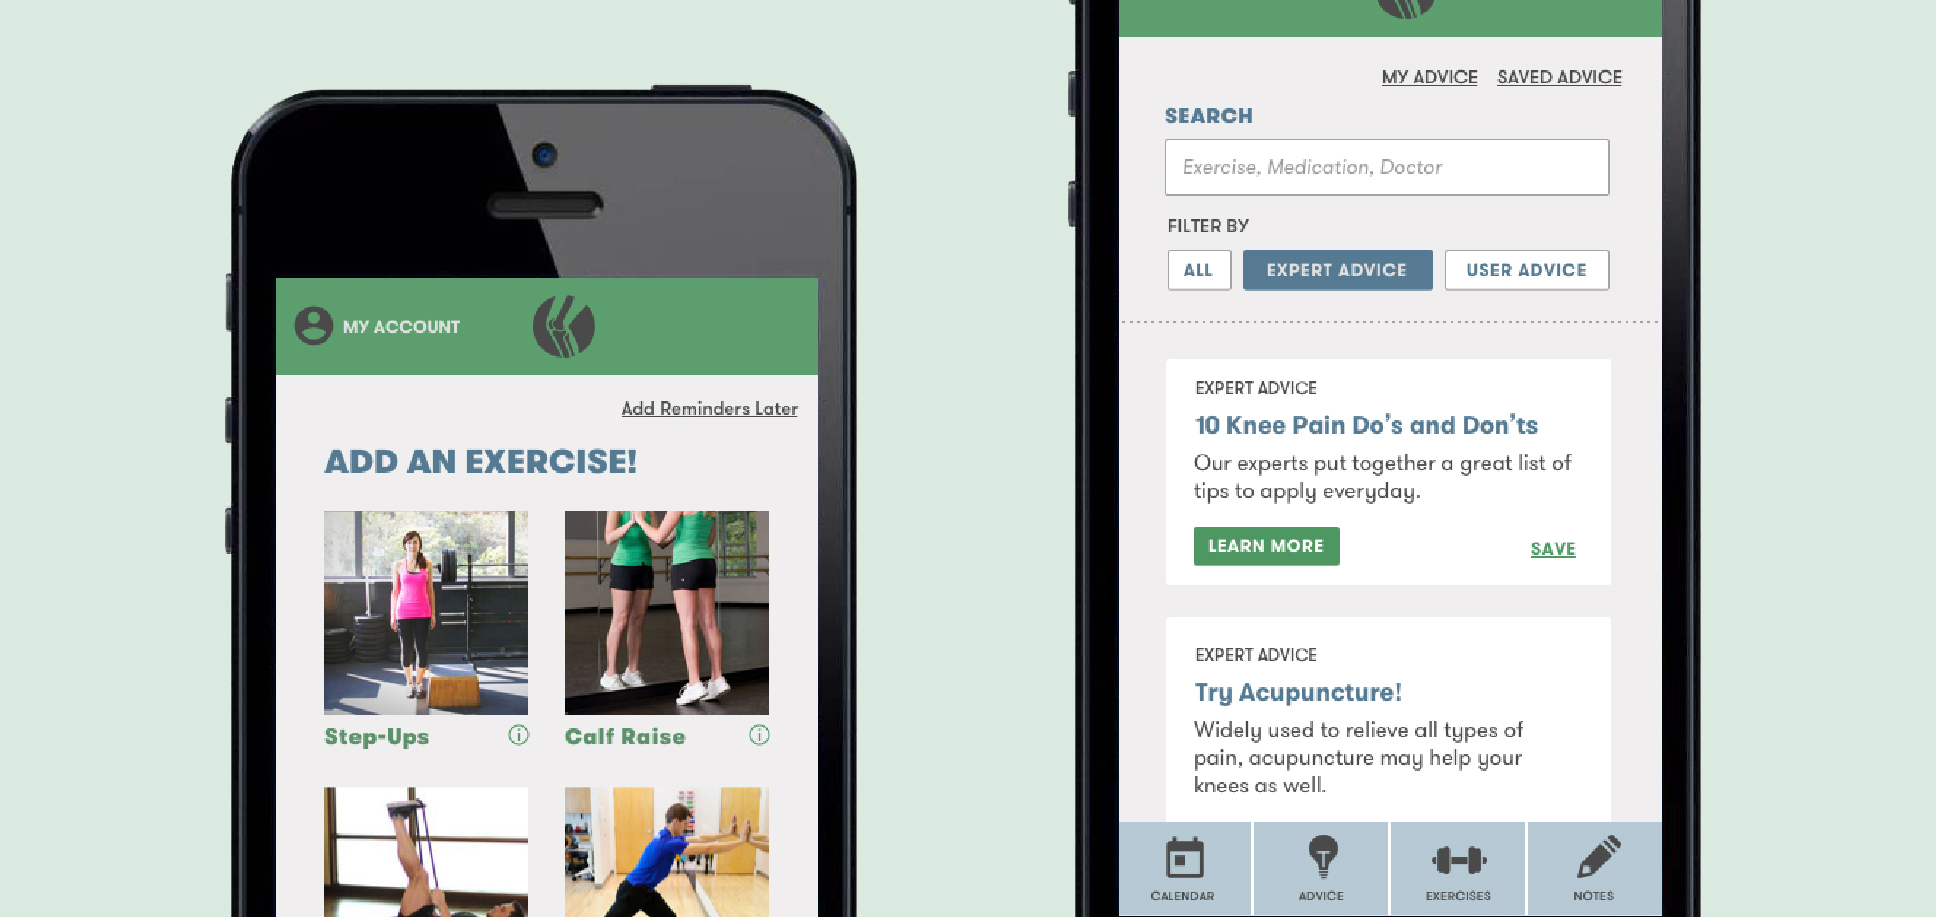 MY ACCOUNT
Add Reminders Later
ADD AN EXERCISE!
Step-Ups
Calf Raise
MY ADVICE SAVED ADVICE
SEARCH
Exercise, Medication, Doctor
FILTER BY
ALL EXPERT ADVICE USER ADVICE
EXPERT ADVICE
10 Knee Pain Do’s and Don’ts
Our experts put together a great list of
tips to apply everyday.
LEARN MORE SAVE
EXPERT ADVICE
Try Acupuncture!
Widely used to relieve all types of
pain, acupuncture may help your
knees as well.
CALENDAR ADVICE EXERCISES NOTES